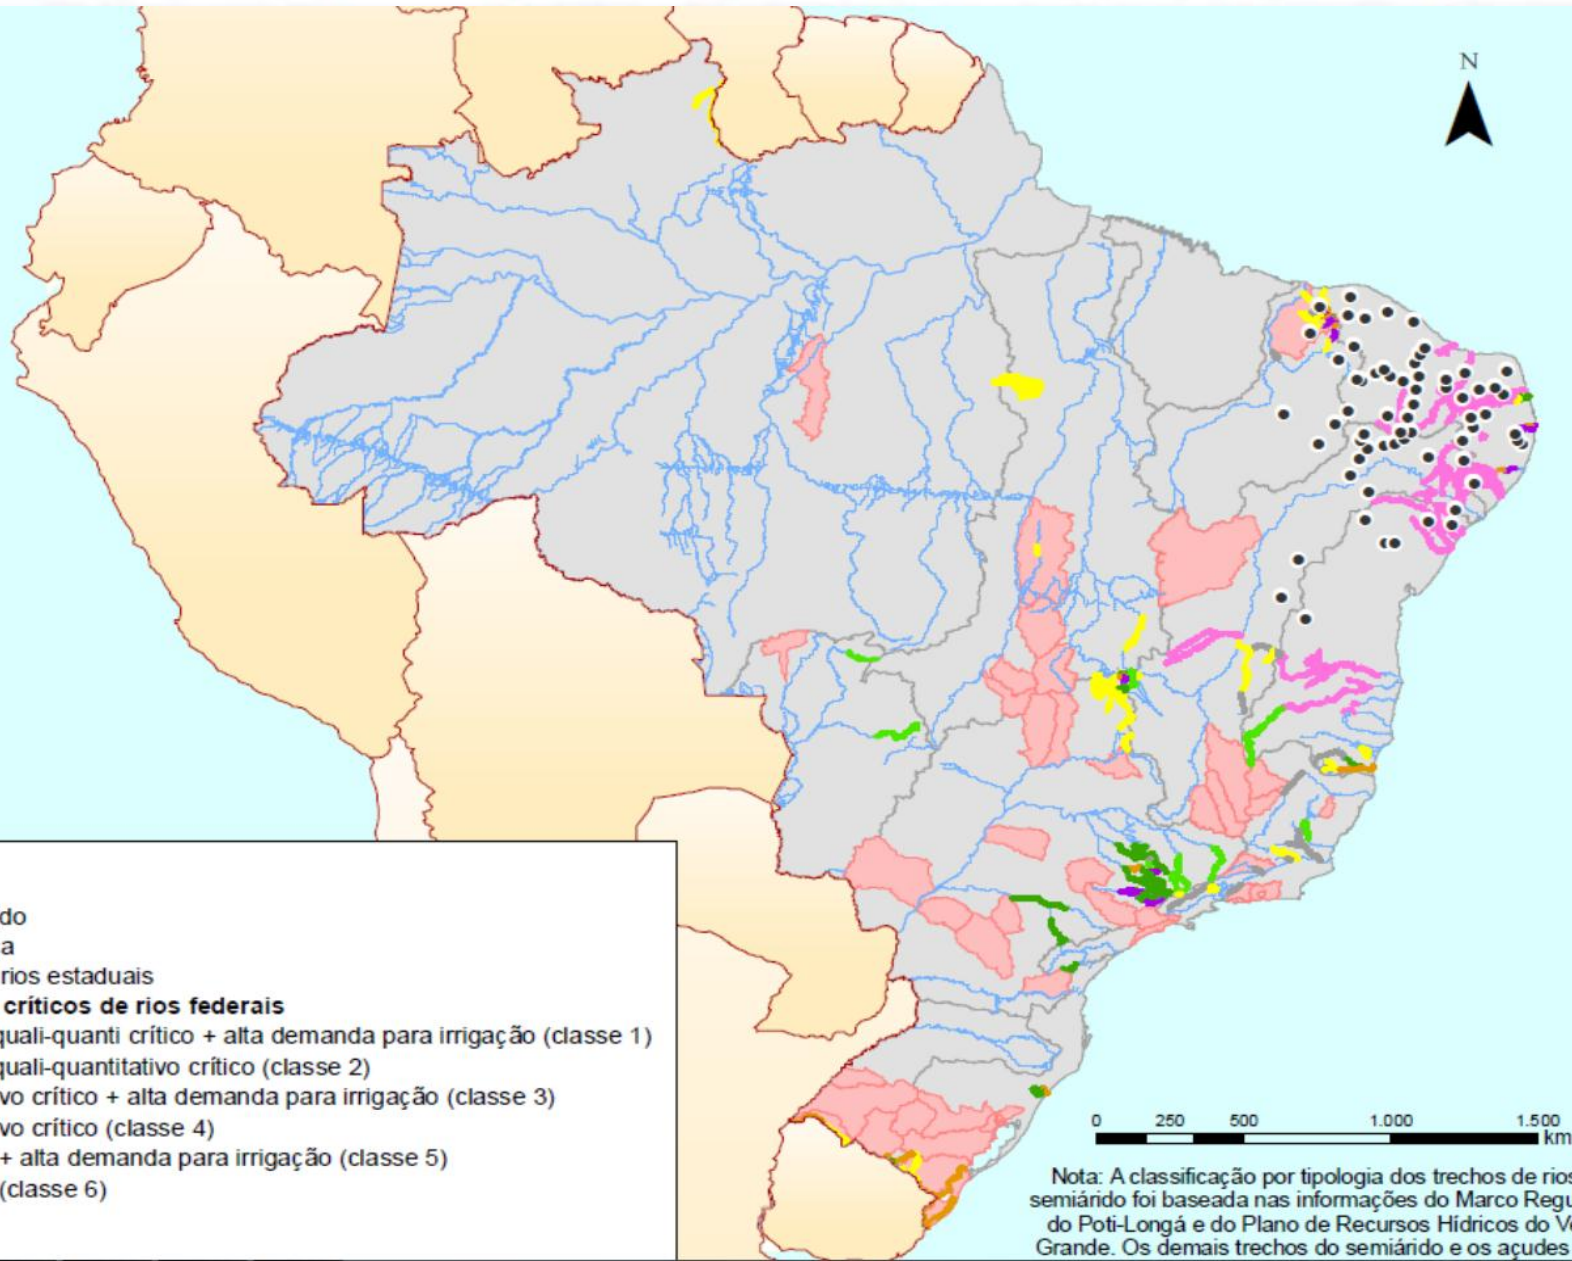 N
do
a
rios estaduais
críticos de rios federais
quali-quanti crítico + alta demanda para irrigação (classe 1)
quali-quantitativo crítico (classe 2)
vo crítico + alta demanda para irrigação (classe 3)
vo crítico (classe 4)
+ alta demanda para irrigação (classe 5)
(classe 6)
0 250 500 1.000 1.500
km
Nota: A classificação por tipologia dos trechos de rios
semiárido foi baseada nas informações do Marco Regu
do Poti-Longá e do Plano de Recursos Hídricos do Ve
Grande. Os demais trechos do semiárido e os açudes